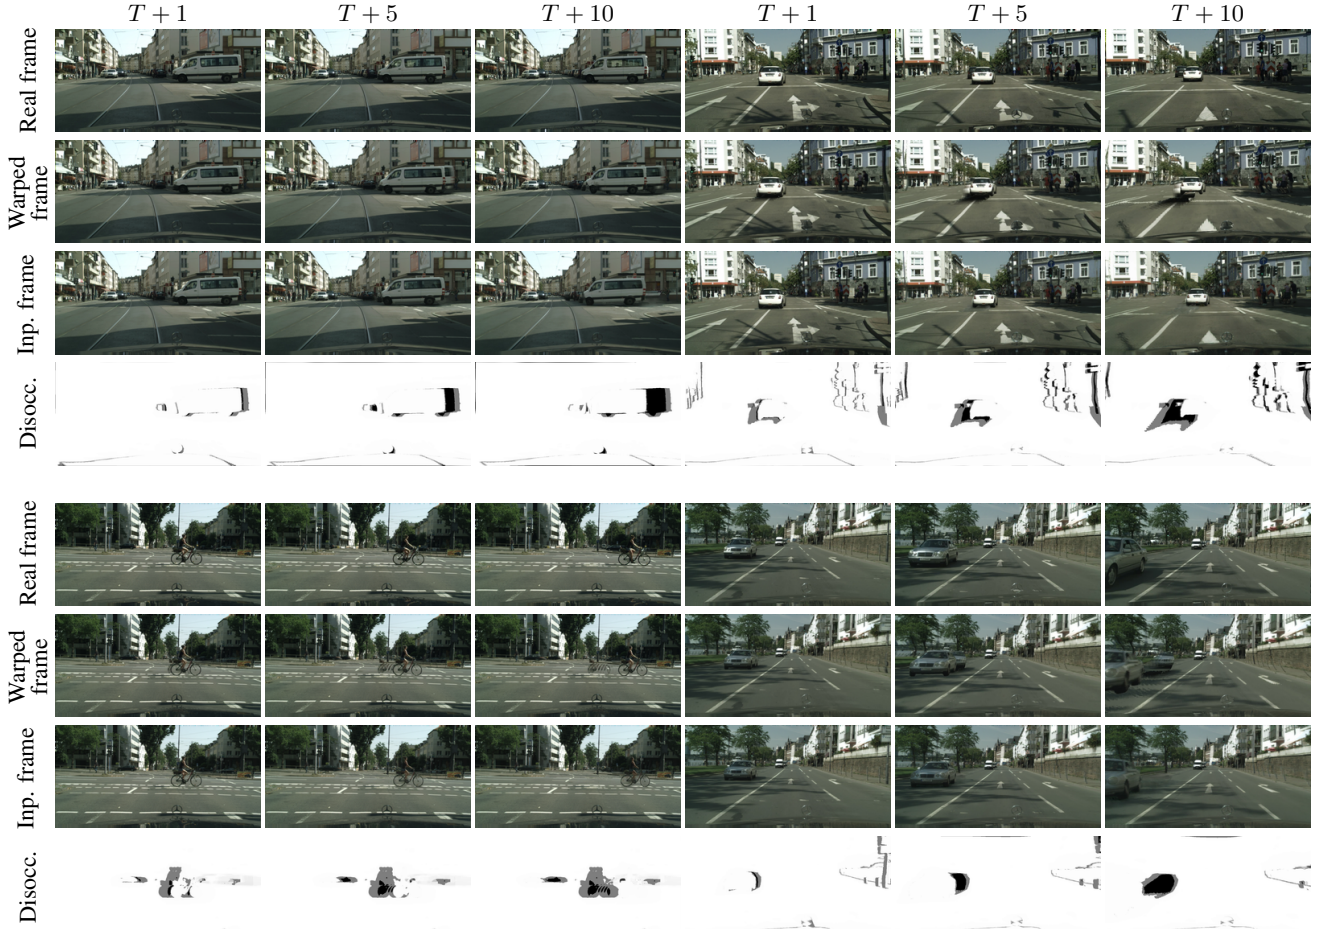 T + 1 T + 5 T + 10 T + 1 T + 5 T + 10
Real frame
Warped
frame
Inp. frame
Disocc.
Real frame
Warped
frame
Inp. frame
Disocc.